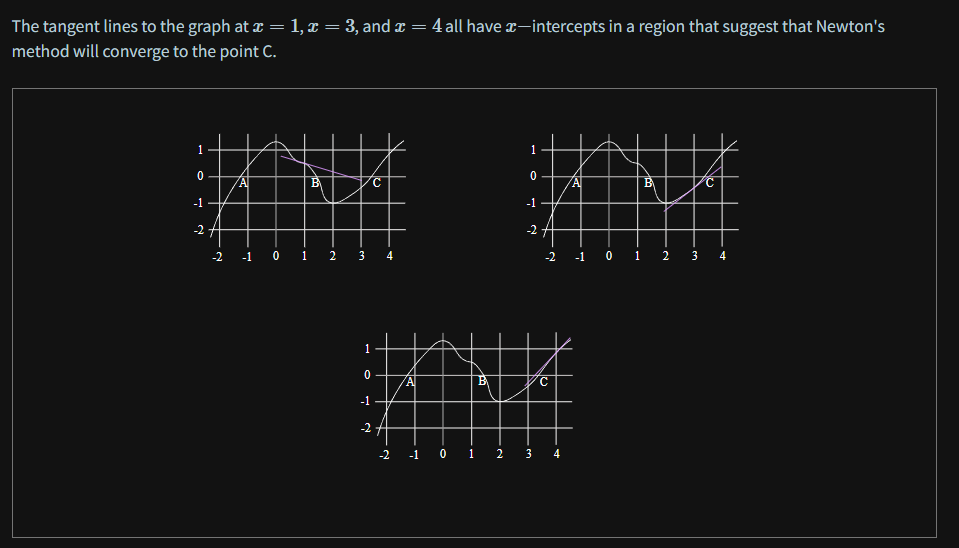 The tangent lines to the graph at x = 1, x = 3, and x = 4 all have x−intercepts in a region that suggest that Newton's
method will converge to the point C.
1
0
-1
-2
A
B
C
-2 -1 0 1 2 3 4
1
0
-1
-2
A
B
C
-2 -1 0 1 2 3 4
1
0
-1
-2
A
B
C
-2 -1 0 1 2 3 4